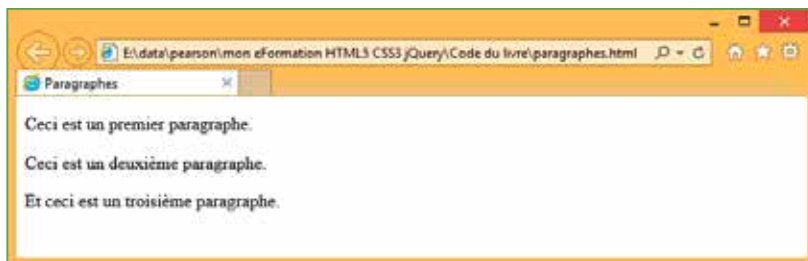 E:\data\pearson\mon eFormation HTML5 CSS3 jQuery\Code du livre\paragraphes.html
Paragraphes
Ceci est un premier paragraphe.
Ceci est un deuxième paragraphe.
Et ceci est un troisième paragraphe.